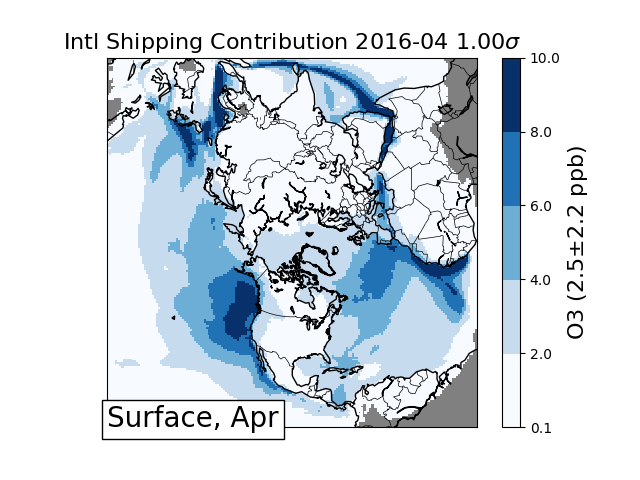 Intl Shipping Contribution 2016-04 1.00σ
10.0
8.0
6.0
4.0
2.0
0.1
O3 (2.5±2.2 ppb)
Surface, Apr